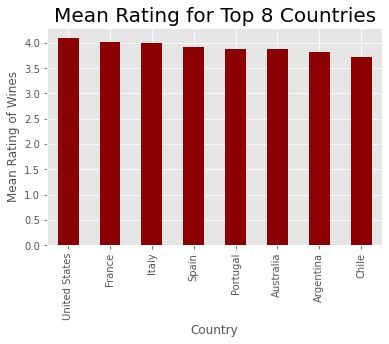 Mean Rating for Top 8 Countries
Mean Rating of Wines
4.0
3.5
3.0
2.5
2.0
1.5
1.0
0.5
0.0
United States
France
Italy
Spain
Portugal
Australia
Argentina
Chile
Country